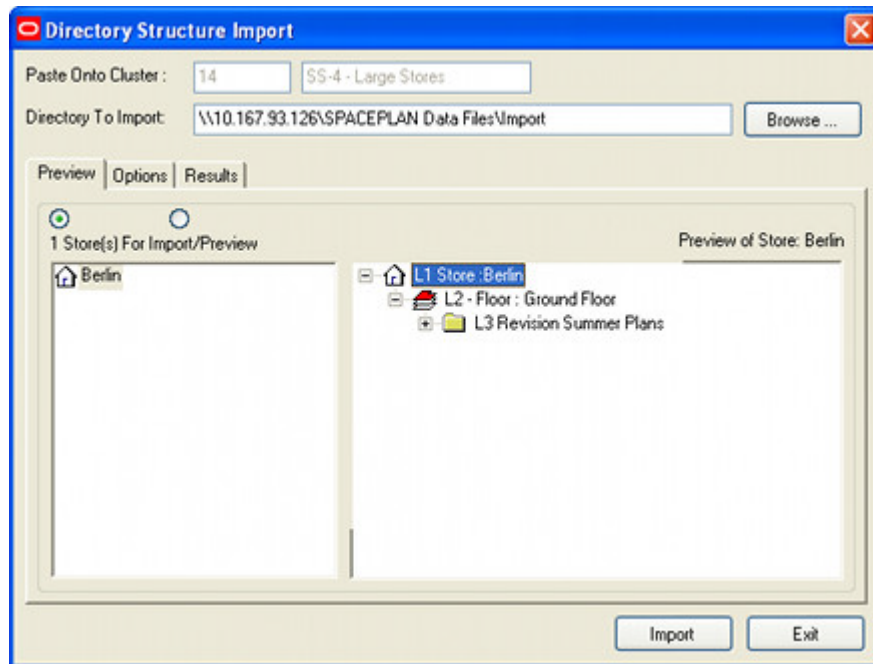 Directory Structure Import
Paste Onto Cluster : 14 SS-4 - Large Stores
Directory To Import: \\10.167.93.126\SPACEPLAN Data Files\Import Browse ...
Preview Options Results
1 Store(s) For Import/Preview Preview of Store: Berlin
Berlin L1 Store :Berlin
L2 - Floor : Ground Floor
L3 Revision Summer Plans
Import Exit